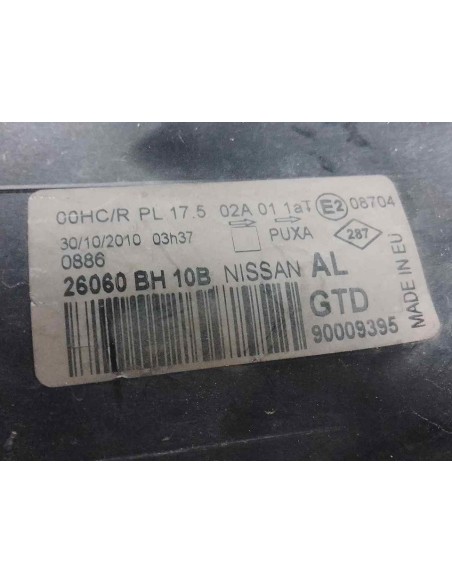 00HC/R PL 17.5 02A 01 1aT E2 08704
30/10/2010 03h37 PUXA 287
0886
26060 BH 10B NISSAN AL
GTD
90009395
MADE IN EU